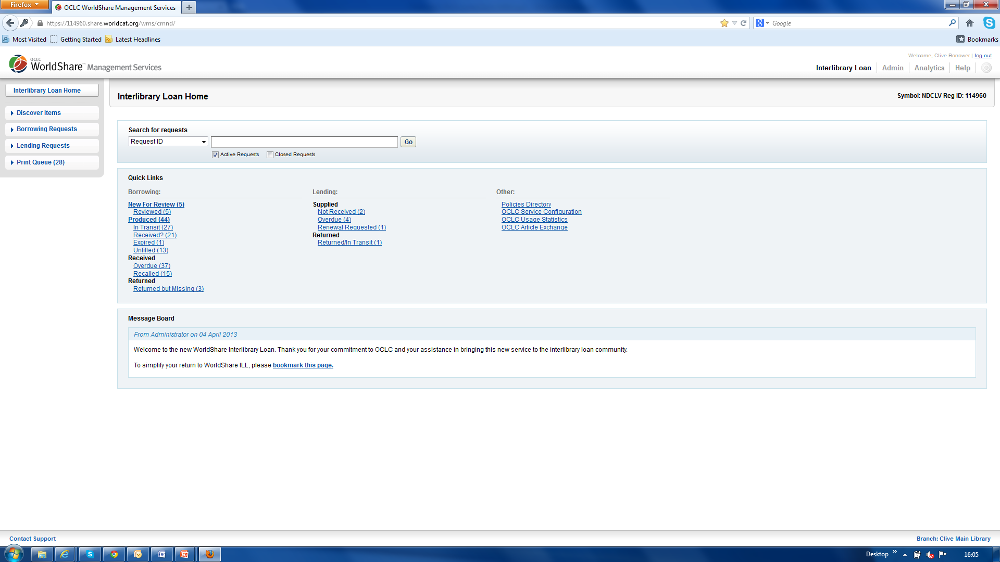 Firefox
OCLC WorldShare Management Services
https://114960.share.worldcat.org/wms/cmnd/
Google
Most Visited Getting Started Latest Headlines
Bookmarks
OCLC
WorldShare™ Management Services
Welcome, Clive Borrower | log out
Interlibrary Loan Admin Analytics Help
Interlibrary Loan Home
Discover Items
Borrowing Requests
Lending Requests
Print Queue (28)
Interlibrary Loan Home
Symbol: NDCLV Reg ID: 114960
Search for requests
Request ID Go
Active Requests Closed Requests
Quick Links
Borrowing:
New For Review (5)
Reviewed (5)
Produced (44)
In Transit (27)
Received? (21)
Expired (1)
Unfilled (13)
Received
Overdue (37)
Recalled (15)
Returned
Returned but Missing (3)
Lending:
Supplied
Not Received (2)
Overdue (4)
Renewal Requested (1)
Returned
Returned/In Transit (1)
Other:
Policies Directory
OCLC Service Configuration
OCLC Usage Statistics
OCLC Article Exchange
Message Board
From Administrator on 04 April 2013
Welcome to the new WorldShare Interlibrary Loan. Thank you for your commitment to OCLC and your assistance in bringing this new service to the interlibrary loan community.
To simplify your return to WorldShare ILL, please bookmark this page.
Contact Support
Branch: Clive Main Library
Desktop
16:05